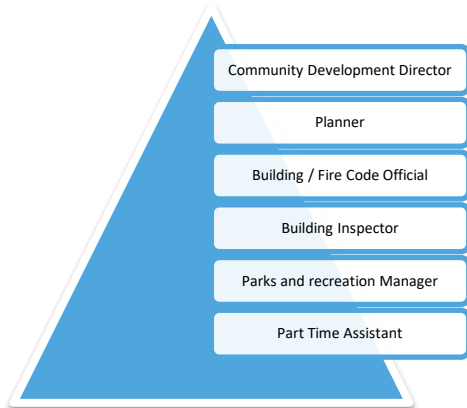 Community Development Director
Planner
Building / Fire Code Official
Building Inspector
Parks and recreation Manager
Part Time Assistant